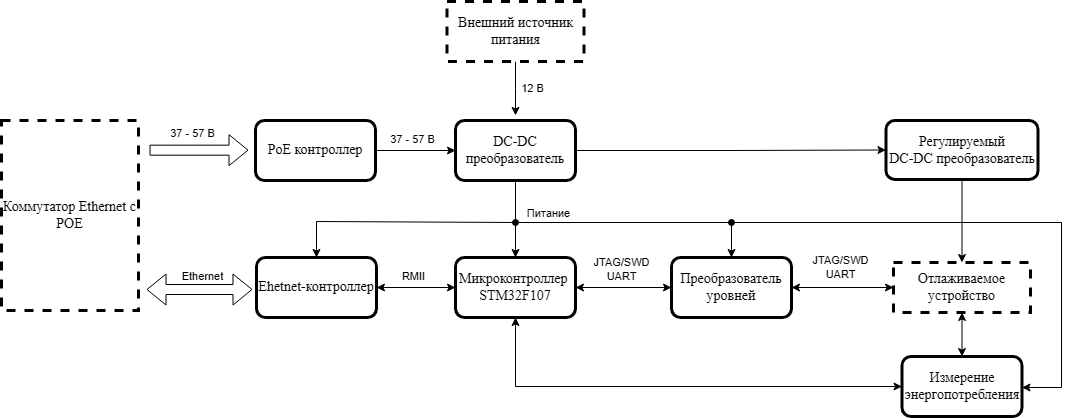 Внешний источник
питания
12 В
37 - 57 В
PoE контроллер
37 - 57 В
DC-DC
преобразователь
Регулируемый
DC-DC преобразователь
Коммутатор Ethernet с
POE
Питание
Ethernet
Ehetnet-контроллер
RMII
Микроконтроллер
STM32F107
JTAG/SWD
UART
Преобразователь
уровней
JTAG/SWD
UART
Отлаживаемое
устройство
Измерение
энергопотребления